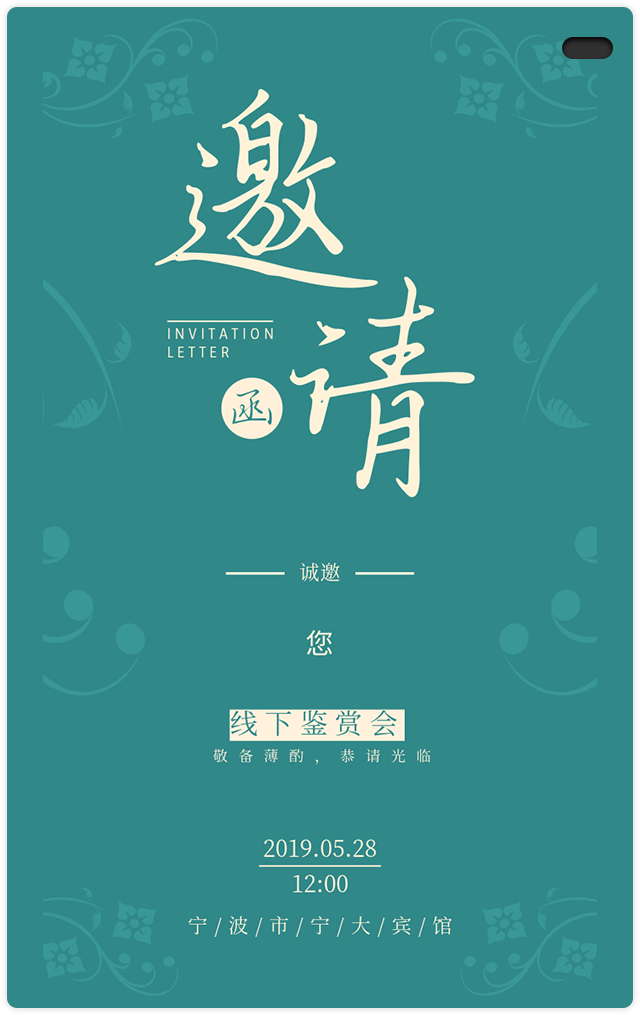 邀
请
INVITATION
LETTER
函
诚邀
您
线下鉴赏会
敬备薄酌，恭请光临
2019.05.28
12:00
宁/波/市/宁/大/宾/馆